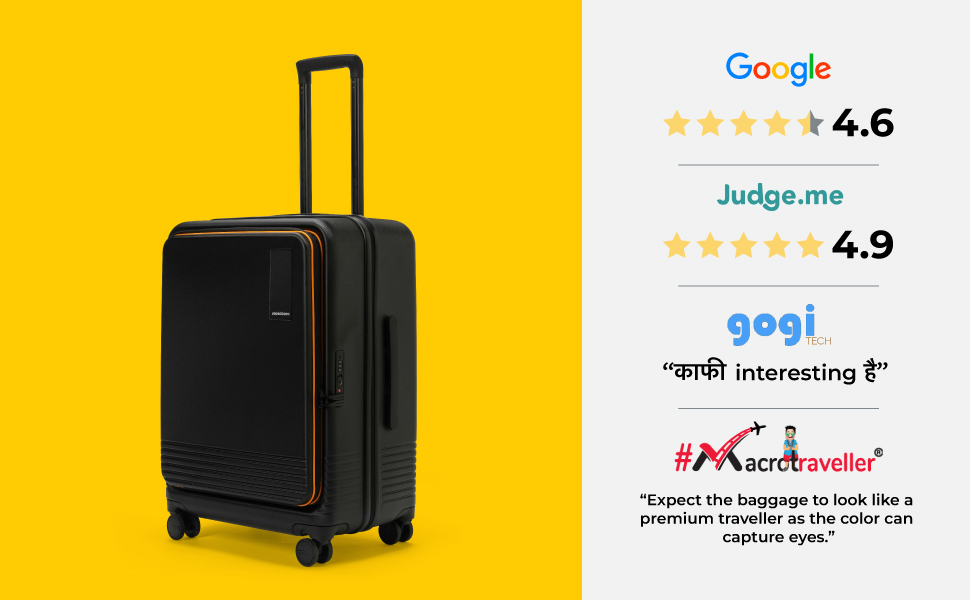 Google
4.6
Judge.me
4.9
gogi
TECH
“काफी interesting है”
#Macrotraveller®
“Expect the baggage to look like a
premium traveller as the color can
capture eyes.”